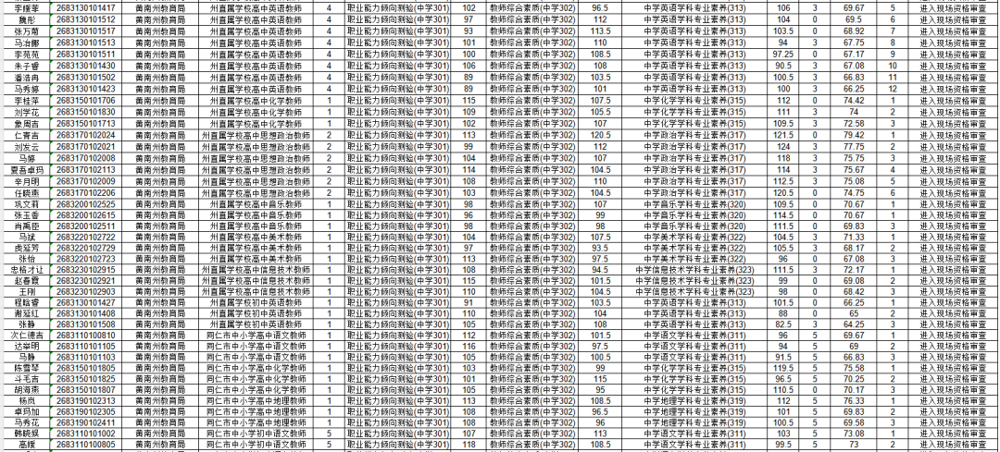 李继苹 2683130101417 黄南州教育局 州直属学校高中英语教师 4 职业能力倾向测验(中学301) 102 教师综合素质(中学302) 96.5 中学英语学科专业素养(313) 106 3 69.67 5 进入现场资格审查
魏彤 2683130101512 黄南州教育局 州直属学校高中英语教师 4 职业能力倾向测验(中学301) 97 教师综合素质(中学302) 112 中学英语学科专业素养(313) 104 0 69.5 6 进入现场资格审查
张万菊 2683130101517 黄南州教育局 州直属学校高中英语教师 4 职业能力倾向测验(中学301) 93 教师综合素质(中学302) 113.5 中学英语学科专业素养(313) 103.5 0 68.92 7 进入现场资格审查
马冶娜 2683130101513 黄南州教育局 州直属学校高中英语教师 4 职业能力倾向测验(中学301) 101 教师综合素质(中学302) 110 中学英语学科专业素养(313) 94 3 67.75 8 进入现场资格审查
李苑苑 2683130101511 黄南州教育局 州直属学校高中英语教师 4 职业能力倾向测验(中学301) 100 教师综合素质(中学302) 108.5 中学英语学科专业素养(313) 97.25 0 67.17 9 进入现场资格审查
朱子睿 2683130101430 黄南州教育局 州直属学校高中英语教师 4 职业能力倾向测验(中学301) 106 教师综合素质(中学302) 108 中学英语学科专业素养(313) 90.5 3 67.08 10 进入现场资格审查
潘洁冉 2683130101502 黄南州教育局 州直属学校高中英语教师 4 职业能力倾向测验(中学301) 89 教师综合素质(中学302) 103.5 中学英语学科专业素养(313) 100.5 3 66.83 11 进入现场资格审查
马秀婷 2683130101423 黄南州教育局 州直属学校高中英语教师 4 职业能力倾向测验(中学301) 89 教师综合素质(中学302) 101 中学英语学科专业素养(313) 100 3 66.25 12 进入现场资格审查
李桂萍 2683150101706 黄南州教育局 州直属学校高中化学教师 1 职业能力倾向测验(中学301) 115 教师综合素质(中学302) 107.5 中学化学学科专业素养(315) 112 0 74.42 1 进入现场资格审查
刘学花 2683150101830 黄南州教育局 州直属学校高中化学教师 1 职业能力倾向测验(中学301) 109 教师综合素质(中学302) 105.5 中学化学学科专业素养(315) 111 3 74 2 进入现场资格审查
象周吉 2683150101713 黄南州教育局 州直属学校高中化学教师 1 职业能力倾向测验(中学301) 102 教师综合素质(中学302) 107 中学化学学科专业素养(315) 109.5 3 72.58 3 进入现场资格审查
仁青吉 2683170102024 黄南州教育局 州直属学校高中思想政治教师 2 职业能力倾向测验(中学301) 113 教师综合素质(中学302) 120.5 中学政治学科专业素养(317) 121.5 0 79.42 1 进入现场资格审查
刘发云 2683170102021 黄南州教育局 州直属学校高中思想政治教师 2 职业能力倾向测验(中学301) 99 教师综合素质(中学302) 112 中学政治学科专业素养(317) 124 3 77.75 2 进入现场资格审查
马婷 2683170102008 黄南州教育局 州直属学校高中思想政治教师 2 职业能力倾向测验(中学301) 104 教师综合素质(中学302) 107 中学政治学科专业素养(317) 118 3 75.75 3 进入现场资格审查
夏吾卓玛 2683170102113 黄南州教育局 州直属学校高中思想政治教师 2 职业能力倾向测验(中学301) 114 教师综合素质(中学302) 104.5 中学政治学科专业素养(317) 114 3 75.67 4 进入现场资格审查
辛月明 2683170102009 黄南州教育局 州直属学校高中思想政治教师 2 职业能力倾向测验(中学301) 108 教师综合素质(中学302) 110 中学政治学科专业素养(317) 112.5 3 75.08 5 进入现场资格审查
任晓燕 2683170102206 黄南州教育局 州直属学校高中思想政治教师 2 职业能力倾向测验(中学301) 103 教师综合素质(中学302) 104.5 中学政治学科专业素养(317) 120.5 0 74.75 6 进入现场资格审查
巩文莉 2683200102525 黄南州教育局 州直属学校高中音乐教师 1 职业能力倾向测验(中学301) 98 教师综合素质(中学302) 107 中学音乐学科专业素养(320) 109.5 0 70.67 1 进入现场资格审查
张玉香 2683200102615 黄南州教育局 州直属学校高中音乐教师 1 职业能力倾向测验(中学301) 96 教师综合素质(中学302) 99 中学音乐学科专业素养(320) 114.5 0 70.67 1 进入现场资格审查
肖禹臣 2683200102511 黄南州教育局 州直属学校高中音乐教师 1 职业能力倾向测验(中学301) 98 教师综合素质(中学302) 98 中学音乐学科专业素养(320) 111.5 0 69.83 3 进入现场资格审查
马斌 2683220102722 黄南州教育局 州直属学校高中美术教师 1 职业能力倾向测验(中学301) 104 教师综合素质(中学302) 107.5 中学美术学科专业素养(322) 104.5 3 71.33 1 进入现场资格审查
虎延芳 2683220102729 黄南州教育局 州直属学校高中美术教师 1 职业能力倾向测验(中学301) 97 教师综合素质(中学302) 93.5 中学美术学科专业素养(322) 105.5 3 68.17 2 进入现场资格审查
张怡 2683220102723 黄南州教育局 州直属学校高中美术教师 1 职业能力倾向测验(中学301) 113 教师综合素质(中学302) 97.5 中学美术学科专业素养(322) 96 0 67.08 3 进入现场资格审查
忠格才让 2683230102915 黄南州教育局 州直属学校高中信息技术教师 1 职业能力倾向测验(中学301) 108 教师综合素质(中学302) 94.5 中学信息技术学科专业素养(323) 111.5 3 72.17 1 进入现场资格审查
赵春霞 2683230102921 黄南州教育局 州直属学校高中信息技术教师 1 职业能力倾向测验(中学301) 115 教师综合素质(中学302) 101.5 中学信息技术学科专业素养(323) 99 0 69.08 2 进入现场资格审查
王刚 2683230102903 黄南州教育局 州直属学校高中信息技术教师 1 职业能力倾向测验(中学301) 110 教师综合素质(中学302) 104.5 中学信息技术学科专业素养(323) 98 0 68.42 3 进入现场资格审查
程晗睿 2683130101427 黄南州教育局 州直属学校初中英语教师 1 职业能力倾向测验(中学301) 91 教师综合素质(中学302) 103.5 中学英语学科专业素养(313) 101.5 0 66.25 1 进入现场资格审查
谢延红 2683130101408 黄南州教育局 州直属学校初中英语教师 1 职业能力倾向测验(中学301) 110 教师综合素质(中学302) 104 中学英语学科专业素养(313) 88 0 65 2 进入现场资格审查
张静 2683130101508 黄南州教育局 州直属学校初中英语教师 1 职业能力倾向测验(中学301) 105 教师综合素质(中学302) 108 中学英语学科专业素养(313) 82.5 3 64.25 3 进入现场资格审查
次仁德吉 2683110100810 黄南州教育局 同仁市中小学高中语文教师 1 职业能力倾向测验(中学301) 112 教师综合素质(中学302) 101.5 中学语文学科专业素养(311) 96 5 69.67 1 进入现场资格审查
达举明 2683110101105 黄南州教育局 同仁市中小学高中语文教师 1 职业能力倾向测验(中学301) 116 教师综合素质(中学302) 97.5 中学语文学科专业素养(311) 94 5 69 2 进入现场资格审查
马静 2683110101103 黄南州教育局 同仁市中小学高中语文教师 1 职业能力倾向测验(中学301) 105 教师综合素质(中学302) 100.5 中学语文学科专业素养(311) 91.5 5 66.83 3 进入现场资格审查
陈雪琴 2683150101805 黄南州教育局 同仁市中小学高中化学教师 1 职业能力倾向测验(中学301) 103 教师综合素质(中学302) 99 中学化学学科专业素养(315) 119.5 5 75.58 1 进入现场资格审查
斗毛吉 2683150101825 黄南州教育局 同仁市中小学高中化学教师 1 职业能力倾向测验(中学301) 101 教师综合素质(中学302) 115 中学化学学科专业素养(315) 96.5 5 70.25 2 进入现场资格审查
胡海燕 2683150101807 黄南州教育局 同仁市中小学高中化学教师 1 职业能力倾向测验(中学301) 105 教师综合素质(中学302) 95 中学化学学科专业素养(315) 110.5 0 70.17 3 进入现场资格审查
杨岚 2683190102313 黄南州教育局 同仁市中小学高中地理教师 1 职业能力倾向测验(中学301) 113 教师综合素质(中学302) 108.5 中学地理学科专业素养(319) 112 5 76.33 1 进入现场资格审查
卓玛加 2683190102305 黄南州教育局 同仁市中小学高中地理教师 1 职业能力倾向测验(中学301) 108 教师综合素质(中学302) 96.5 中学地理学科专业素养(319) 101 5 69.83 2 进入现场资格审查
马秀花 2683190102411 黄南州教育局 同仁市中小学高中地理教师 1 职业能力倾向测验(中学301) 108 教师综合素质(中学302) 96 中学地理学科专业素养(319) 100.5 5 69.58 3 进入现场资格审查
韩晓娱 2683110101002 黄南州教育局 同仁市中小学初中语文教师 5 职业能力倾向测验(中学301) 107 教师综合素质(中学302) 113 中学语文学科专业素养(311) 103 5 73.08 1 进入现场资格审查
高媛 2683110100805 黄南州教育局 同仁市中小学初中语文教师 5 职业能力倾向测验(中学301) 118 教师综合素质(中学302) 108.5 中学语文学科专业素养(311) 99.5 5 73 2 进入现场资格审查